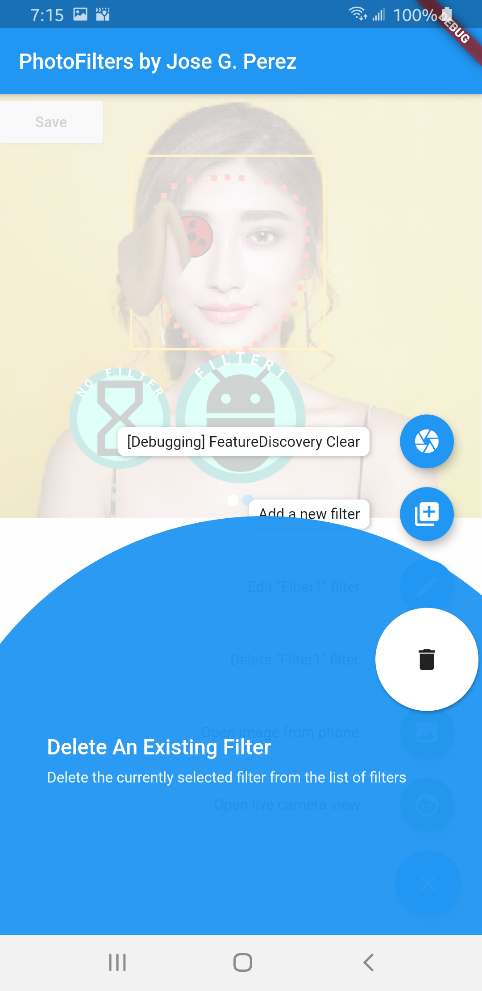 7:15
100%
DEBUG
PhotoFilters by Jose G. Perez
Save
NO FILTER
FILTER1
[Debugging] FeatureDiscovery Clear
Add a new filter
Edit "Filter1" filter
Delete "Filter1" filter
Open image from phone
Delete An Existing Filter
Delete the currently selected filter from the list of filters
Open live camera view